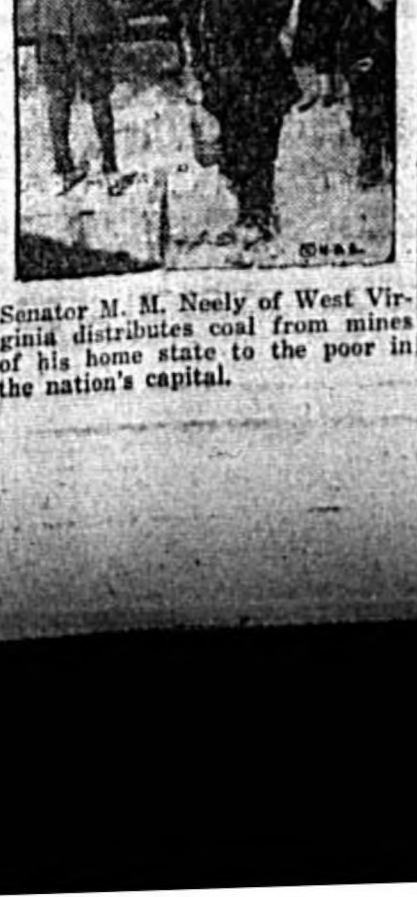 Senator M. M. Neely of West Vir-
ginia distributes coal from mines
of his home state to the poor in
the nation's capital.